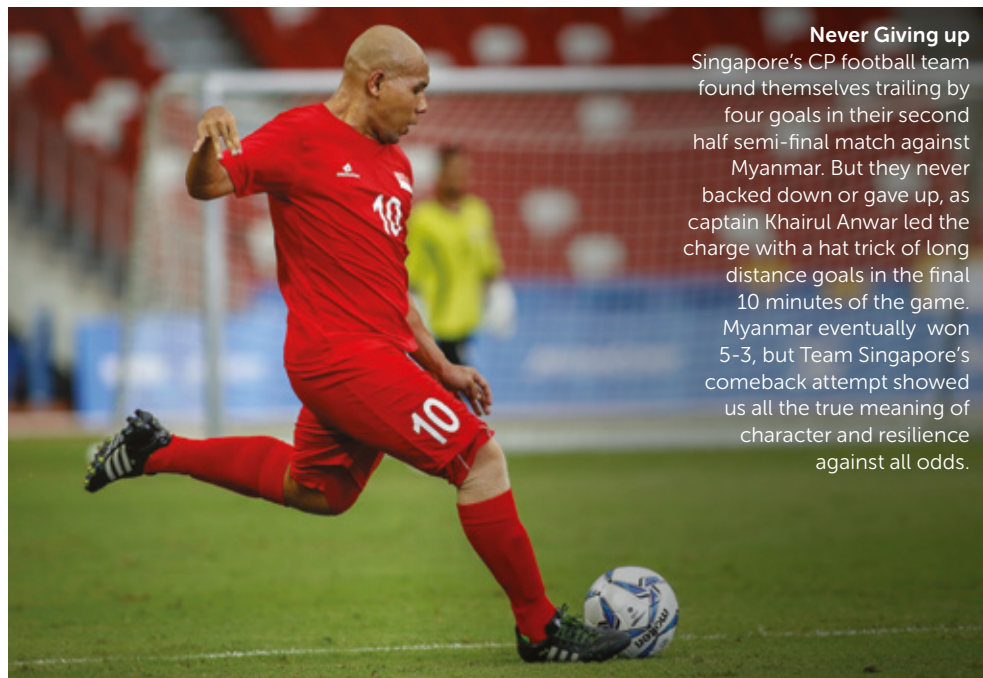 Never Giving up
Singapore's CP football team
found themselves trailing by
four goals in their second
half semi-final match against
Myanmar. But they never
backed down or gave up, as
captain Khairul Anwar led the
charge with a hat trick of long
distance goals in the final
10 minutes of the game.
Myanmar eventually won
5-3, but Team Singapore's
comeback attempt showed
us all the true meaning of
character and resilience
against all odds.
10
10
molten